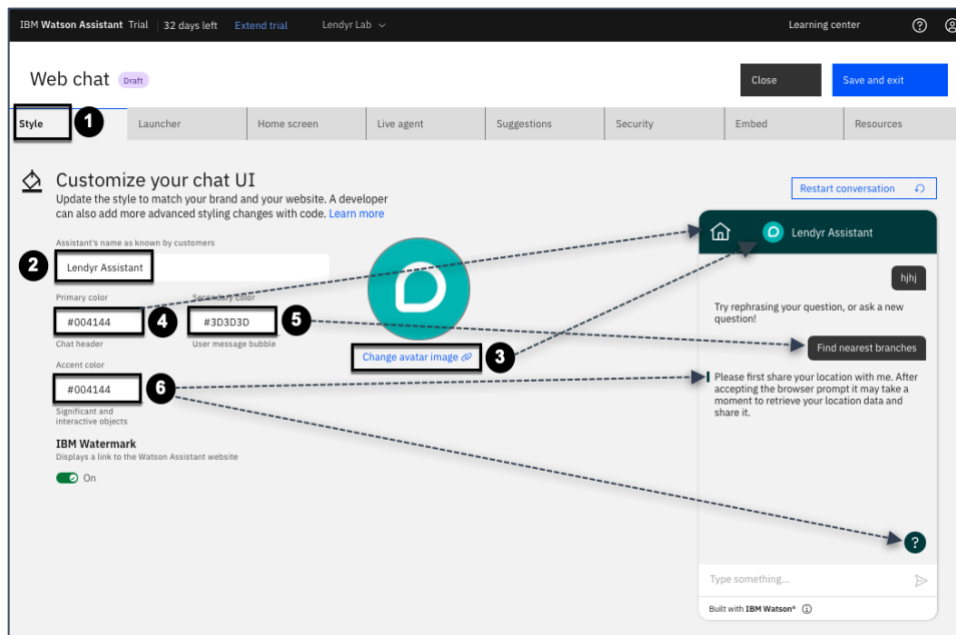 IBM Watson Assistant Trial 32 days left Extend trial Lendyr Lab Learning center
Web chat Draft Close Save and exit
Style 1 Launcher Home screen Live agent Suggestions Security Embed Resources
Customize your chat UI
Update the style to match your brand and your website. A developer
can also add more advanced styling changes with code. Learn more
Assistant's name as known by customers
2 Lendyr Assistant
Primary color Secondary color
#004144 4 #3D3D3D 5
Chat header User message bubble
Change avatar image 3
Accent color
#004144 6
Significant and
interactive objects
IBM Watermark
Displays a link to the Watson Assistant website
On
Restart conversation
Lendyr Assistant
hjhj
Try rephrasing your question, or ask a new
question!
Find nearest branches
Please first share your location with me. After
accepting the browser prompt it may take a
moment to retrieve your location data and
share it.
?
Type something...
Built with IBM Watson®